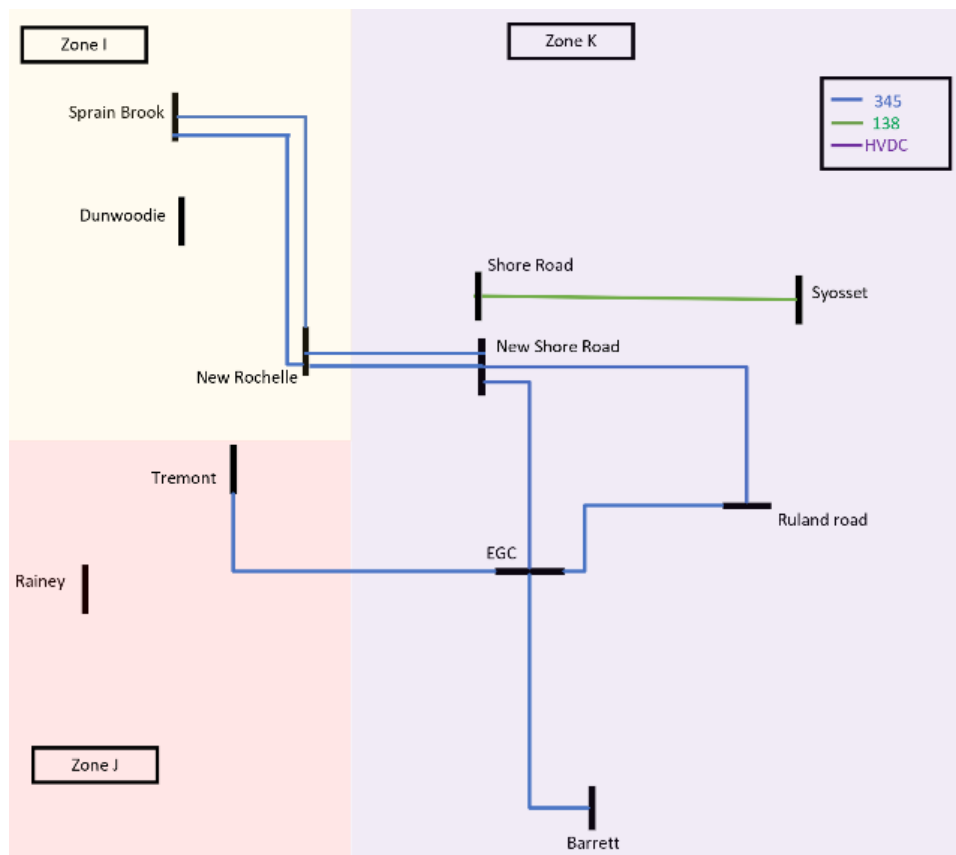 Zone I
Zone K
345
138
HVDC
Sprain Brook
Dunwoodie
Shore Road
Syosset
New Shore Road
New Rochelle
Tremont
Ruland road
EGC
Rainey
Zone J
Barrett